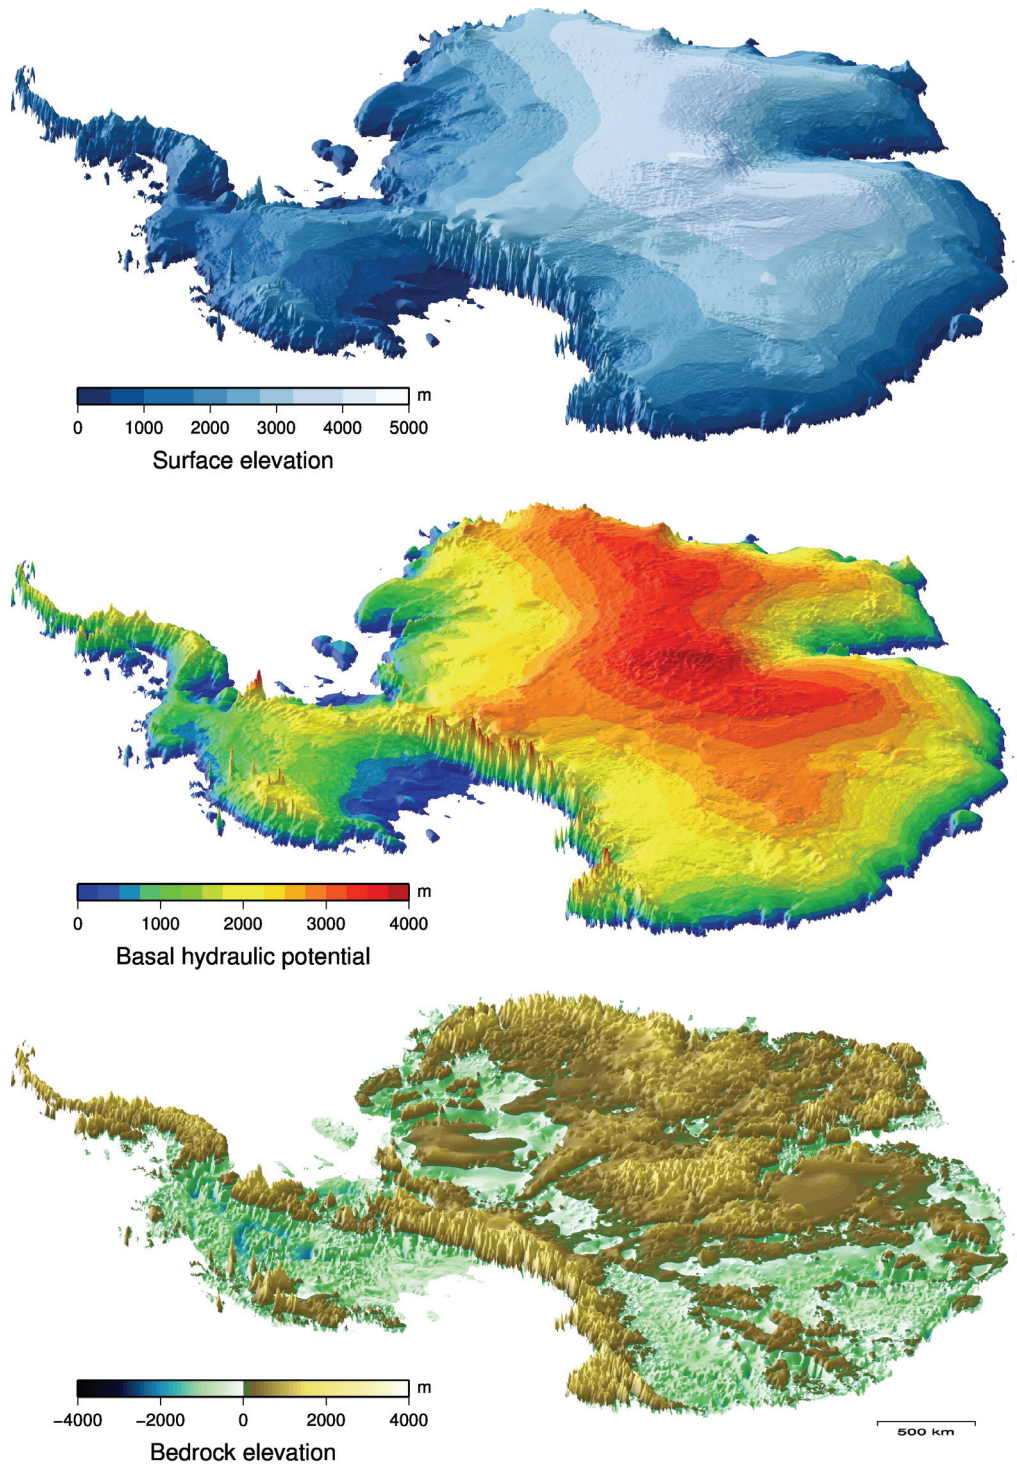 m
0 1000 2000 3000 4000 5000
Surface elevation
m
0 1000 2000 3000 4000
Basal hydraulic potential
m
−4000 −2000 0 2000 4000
Bedrock elevation
500 km